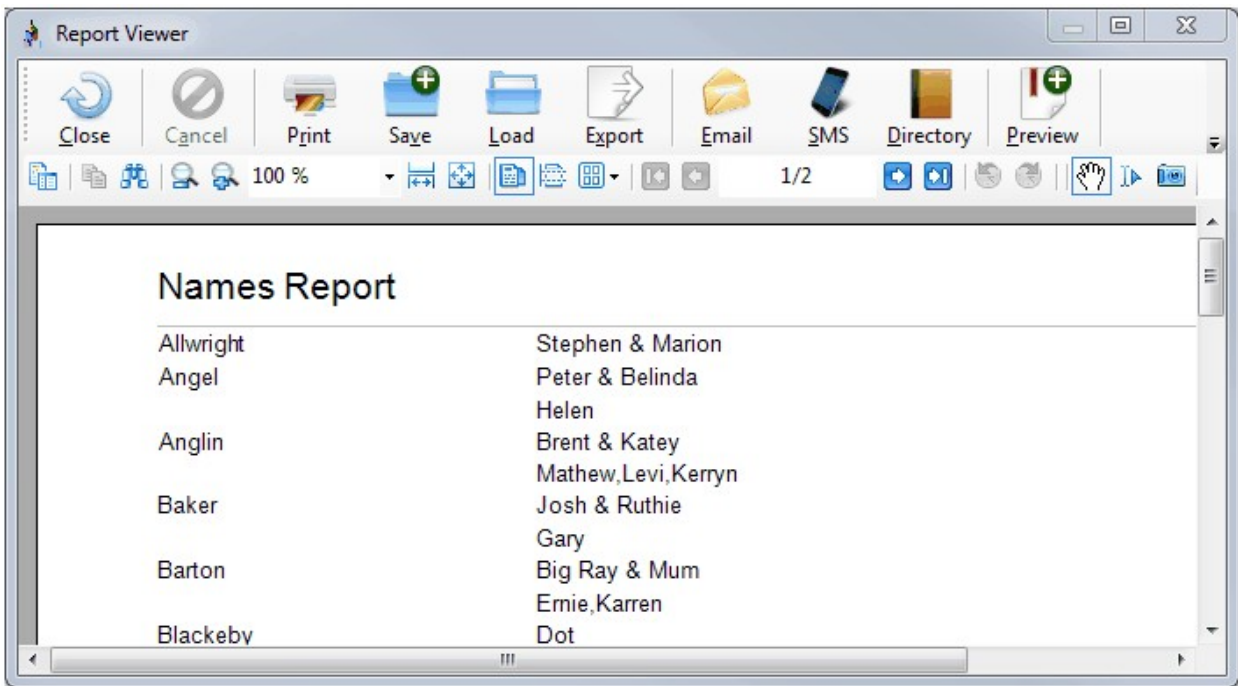 Report Viewer
Close Cancel Print Save Load Export Email SMS Directory Preview
100 % 1/2
Names Report
Allwright Stephen & Marion
Angel Peter & Belinda
Helen
Anglin Brent & Katey
Mathew,Levi,Kerryn
Baker Josh & Ruthie
Gary
Barton Big Ray & Mum
Ernie,Karren
Blackeby Dot